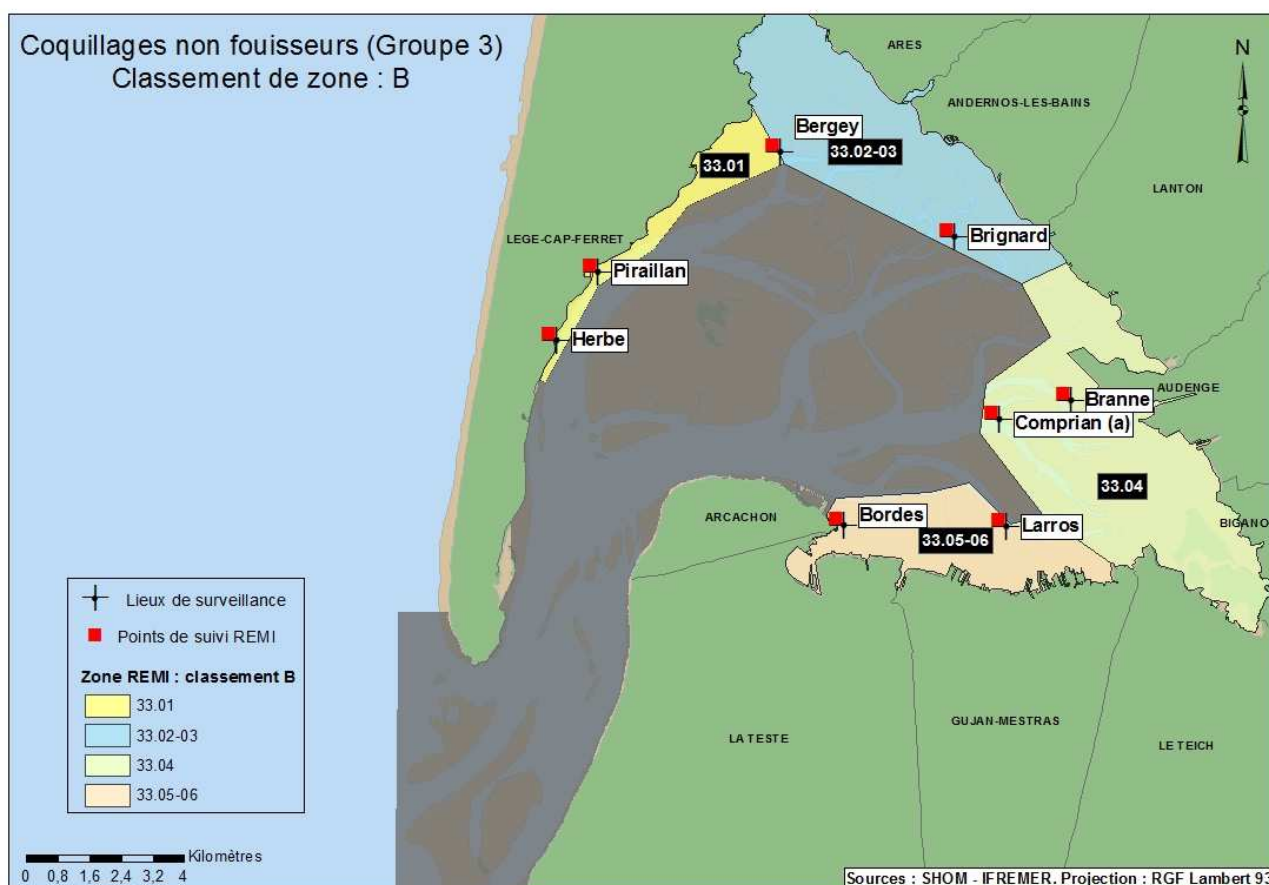 Coquillages non fouisseurs (Groupe 3)
Classement de zone : B
ARES
N
ANDERNOS-LES-BAINS
Bergey
33.02-03
33.01
LANTON
Brignard
LEGE-CAP-FERRET
Piraillan
Herbe
AUDENGE
Branne
Comprian (a)
33.04
ARCACHON
Bordes
Larros
BIGANO
33.05-06
Lieux de surveillance
Points de suivi REMI
Zone REMI : classement B
33.01
33.02-03
33.04
33.05-06
GUJAN-MESTRAS
LA TESTE
LE TEICH
Kilomètres
0 0,8 1,6 2,4 3,2 4
Sources : SHOM - IFREMER. Projection : RGF Lambert 93